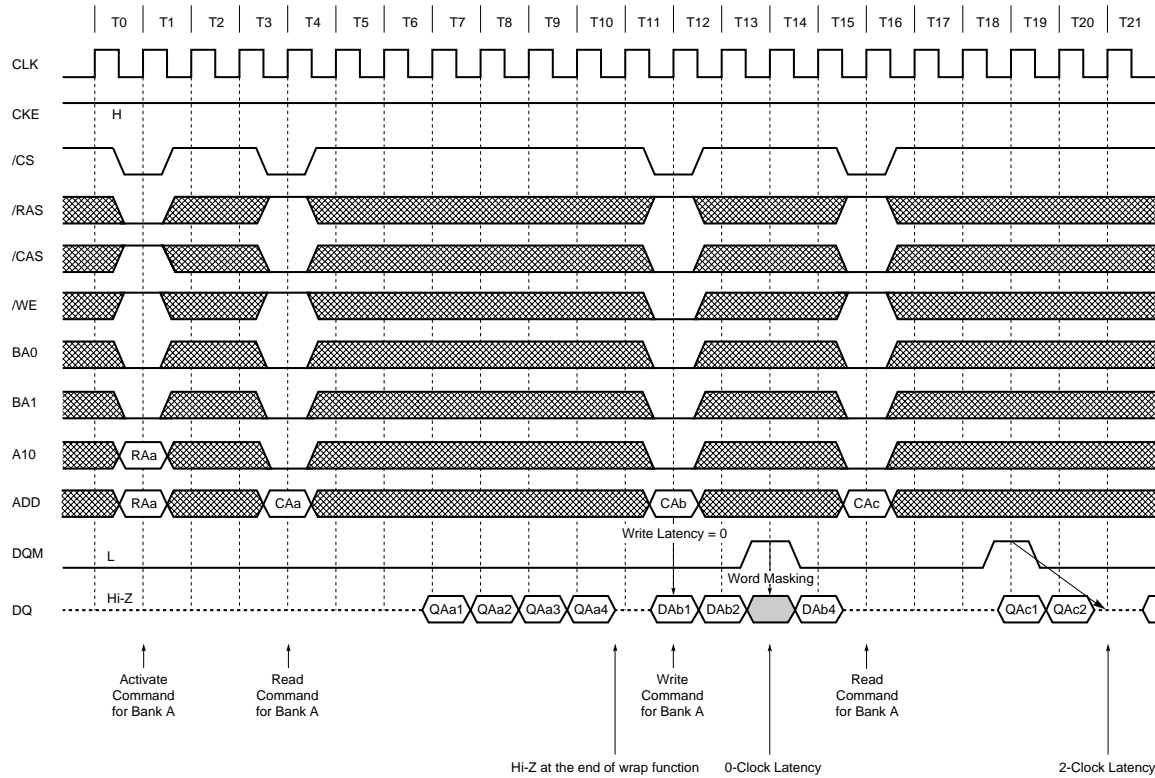 T0 T1 T2 T3 T4 T5 T6 T7 T8 T9 T10 T11 T12 T13 T14 T15 T16 T17 T18 T19 T20 T21
CLK
CKE H
/CS
/RAS
/CAS
/WE
BA0
BA1
A10 RAa
ADD RAa CAa CAb CAc
Write Latency = 0
DQM L
Word Masking
Hi-Z
DQ QAa1 QAa2 QAa3 QAa4 DAb1 DAb2 DAb4 QAc1 QAc2
Activate
Command
for Bank A
Read
Command
for Bank A
Write
Command
for Bank A
Read
Command
for Bank A
Hi-Z at the end of wrap function 0-Clock Latency 2-Clock Latency